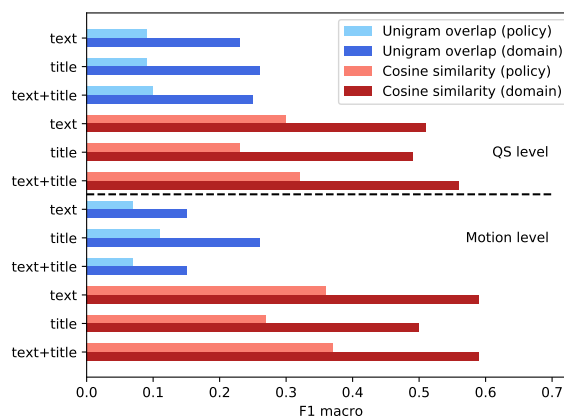 Unigram overlap (policy)
Unigram overlap (domain)
Cosine similarity (policy)
Cosine similarity (domain)
text
title
text+title
text
title
QS level
text+title
text
title
Motion level
text+title
text
title
text+title
0.0 0.1 0.2 0.3 0.4 0.5 0.6 0.7
F1 macro